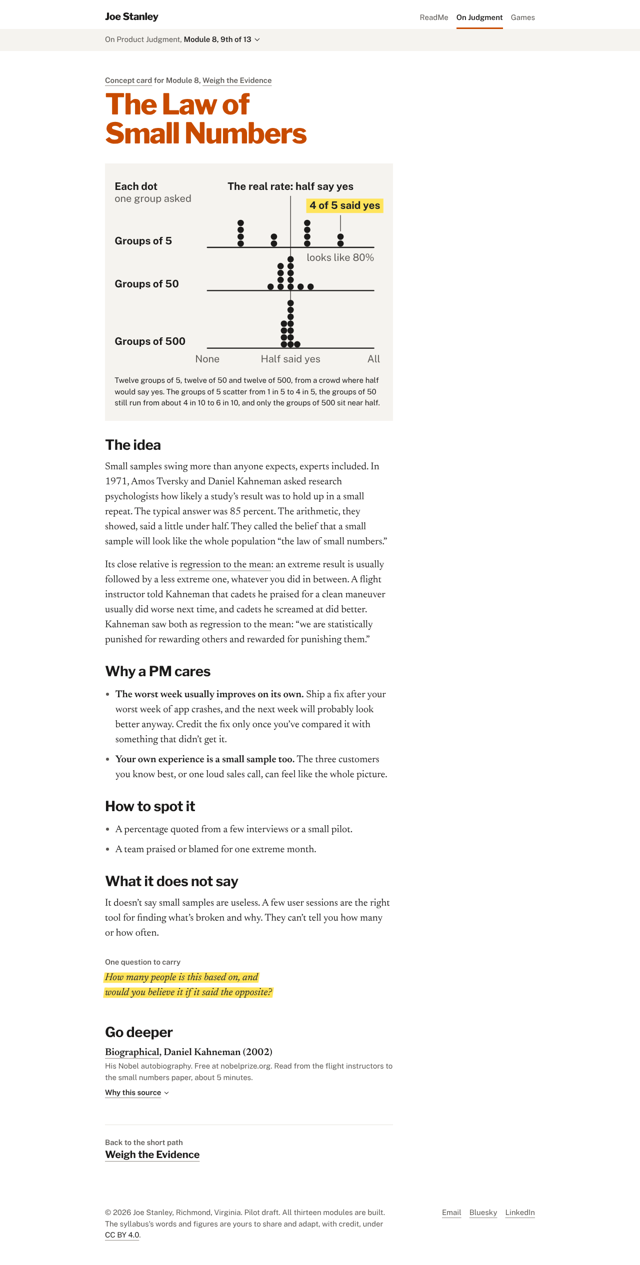 Joe Stanley
ReadMe On Judgment Games
On Product Judgment, Module 8, 9th of 13
Concept card for Module 8, Weigh the Evidence
The Law of
Small Numbers
Each dot
one group asked
The real rate: half say yes
4 of 5 said yes
Groups of 5
looks like 80%
Groups of 50
Groups of 500
None Half said yes All
Twelve groups of 5, twelve of 50 and twelve of 500, from a crowd where half
would say yes. The groups of 5 scatter from 1 in 5 to 4 in 5, the groups of 50
still run from about 4 in 10 to 6 in 10, and only the groups of 500 sit near half.
The idea
Small samples swing more than anyone expects, experts included. In
1971, Amos Tversky and Daniel Kahneman asked research
psychologists how likely a study’s result was to hold up in a small
repeat. The typical answer was 85 percent. The arithmetic, they
showed, said a little under half. They called the belief that a small
sample will look like the whole population “the law of small numbers.”
Its close relative is regression to the mean: an extreme result is usually
followed by a less extreme one, whatever you did in between. A flight
instructor told Kahneman that cadets he praised for a clean maneuver
usually did worse next time, and cadets he screamed at did better.
Kahneman saw both as regression to the mean: “we are statistically
punished for rewarding others and rewarded for punishing them.”
Why a PM cares
• The worst week usually improves on its own. Ship a fix after your
worst week of app crashes, and the next week will probably look
better anyway. Credit the fix only once you’ve compared it with
something that didn’t get it.
• Your own experience is a small sample too. The three customers
you know best, or one loud sales call, can feel like the whole picture.
How to spot it
• A percentage quoted from a few interviews or a small pilot.
• A team praised or blamed for one extreme month.
What it does not say
It doesn’t say small samples are useless. A few user sessions are the right
tool for finding what’s broken and why. They can’t tell you how many
or how often.
One question to carry
How many people is this based on, and
would you believe it if it said the opposite?
Go deeper
Biographical, Daniel Kahneman (2002)
His Nobel autobiography. Free at nobelprize.org. Read from the flight instructors to
the small numbers paper, about 5 minutes.
Why this source
Back to the short path
Weigh the Evidence
© 2026 Joe Stanley, Richmond, Virginia. Pilot draft. All thirteen modules are built.
The syllabus’s words and figures are yours to share and adapt, with credit, under
CC BY 4.0.
Email Bluesky LinkedIn